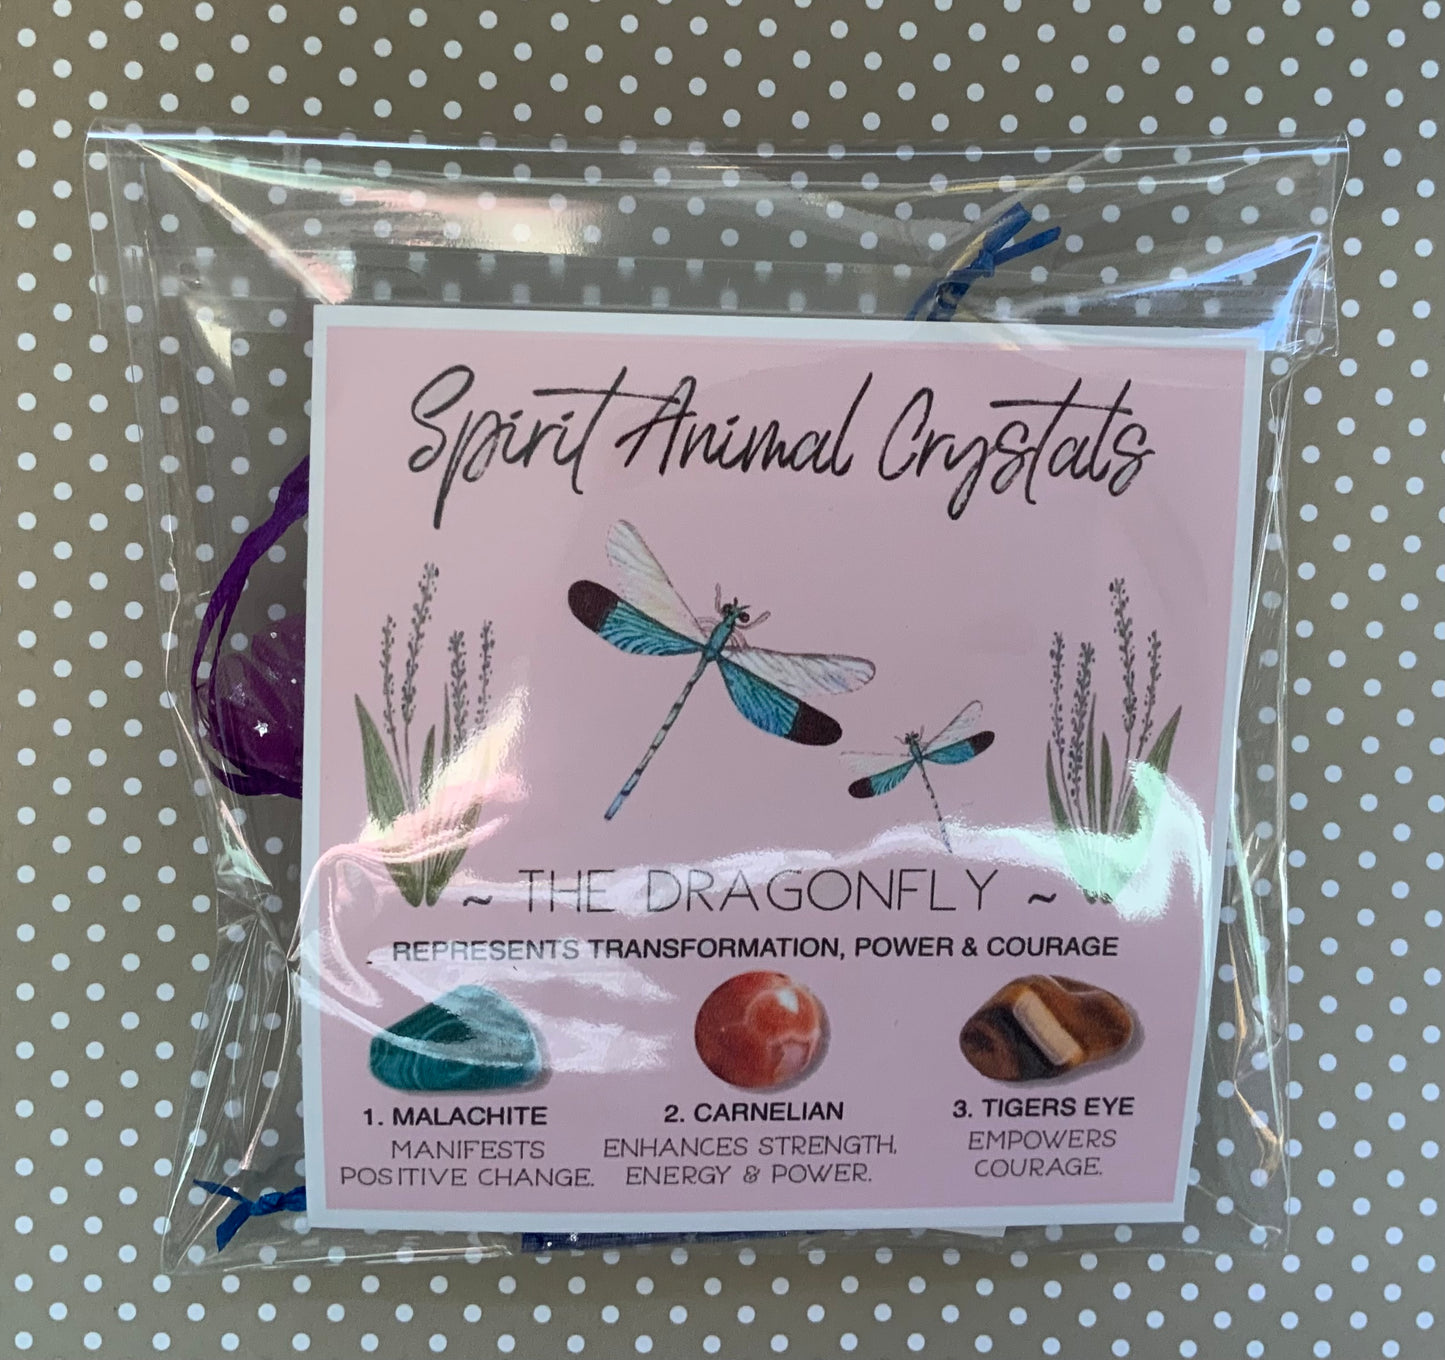 Spirit Animal Crystals
~ THE DRAGONFLY ~
REPRESENTS TRANSFORMATION, POWER & COURAGE
1. MALACHITE
MANIFESTS
POSITIVE CHANGE.
2. CARNELIAN
ENHANCES STRENGTH,
ENERGY & POWER.
3. TIGERS EYE
EMPOWERS
COURAGE.